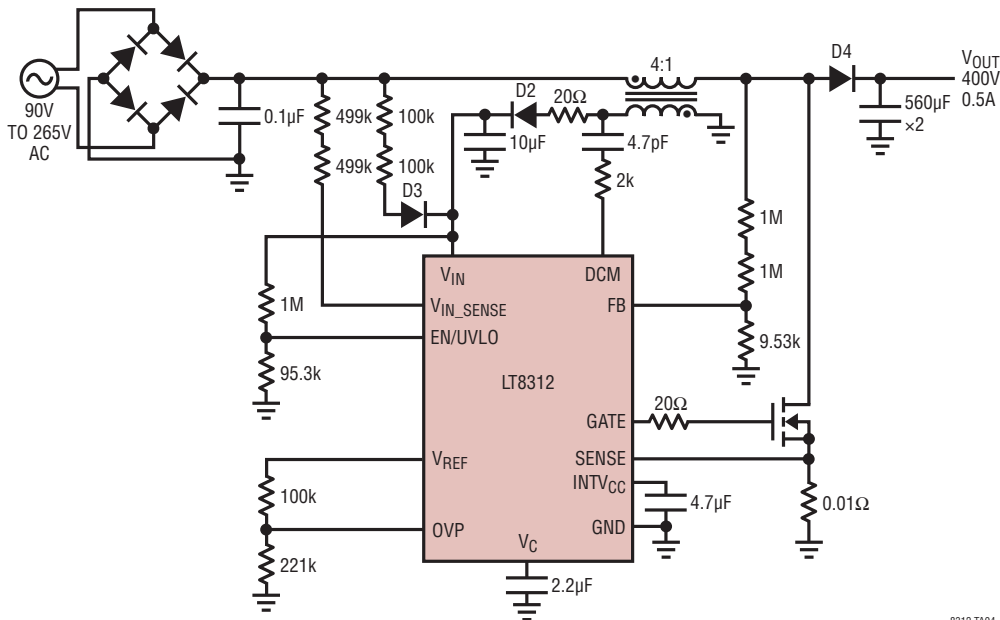 4:1
D4
VOUT
400V
0.5A
D2
20Ω
90V
TO 265V
AC
0.1µF
499k
100k
10µF
4.7pF
560µF
×2
499k
100k
2k
D3
1M
1M
VIN
DCM
1M
VIN_SENSE
FB
EN/UVLO
9.53k
95.3k
LT8312
GATE
20Ω
VREF
SENSE
INTVCC
100k
4.7µF
0.01Ω
OVP
GND
VC
221k
2.2µF